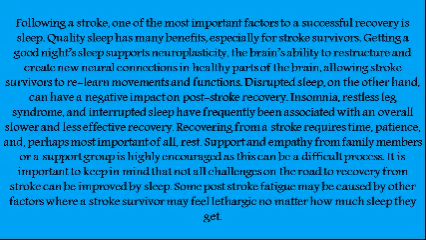 Following a stroke, one of the most important factors to a successful recovery is
sleep. Quality sleep has many benefits, especially for stroke survivors. Getting a
good night's sleep supports neuroplasticity, the brain's ability to restructure and
create new neural connections in healthy parts of the brain, allowing stroke
survivors to re-learn movements and functions. Disrupted sleep, on the other hand,
can have a negative impact on post-stroke recovery. Insomnia, restless leg
syndrome, and interrupted sleep have frequently been associated with an overall
slower and less effective recovery. Recovering from a stroke requires time, patience,
and, perhaps most important of all, rest. Support and empathy from family members
or a support group is highly encouraged as this can be a difficult process. It is
important to keep in mind that not all challenges on the road to recovery from
stroke can be improved by sleep. Some post stroke fatigue may be caused by other
factors where a stroke survivor may feel lethargic no matter how much sleep they
get.